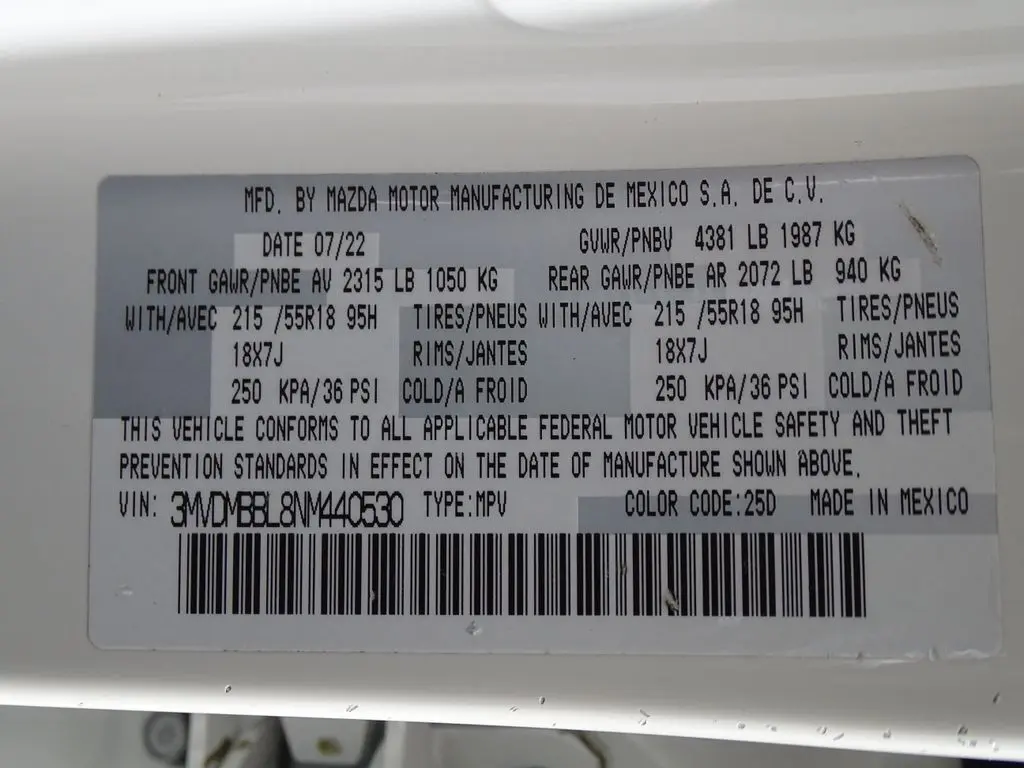 MFD. BY MAZDA MOTOR MANUFACTURING DE MEXICO S.A. DE C.V.
DATE 07/22 GVWR/PNBV 4381 LB 1987 KG
FRONT GAWR/PNBE AV 2315 LB 1050 KG REAR GAWR/PNBE AR 2072 LB 940 KG
WITH/AVEC 215 /55R18 95H TIRES/PNEUS WITH/AVEC 215 /55R18 95H TIRES/PNEUS
18X7J RIMS/JANTES 18X7J RIMS/JANTES
250 KPA/36 PSI COLD/A FROID 250 KPA/36 PSI COLD/A FROID
THIS VEHICLE CONFORMS TO ALL APPLICABLE FEDERAL MOTOR VEHICLE SAFETY AND THEFT
PREVENTION STANDARDS IN EFFECT ON THE DATE OF MANUFACTURE SHOWN ABOVE.
VIN: 3MVDMBBL8NM440530 TYPE:MPV COLOR CODE:25D MADE IN MEXICO